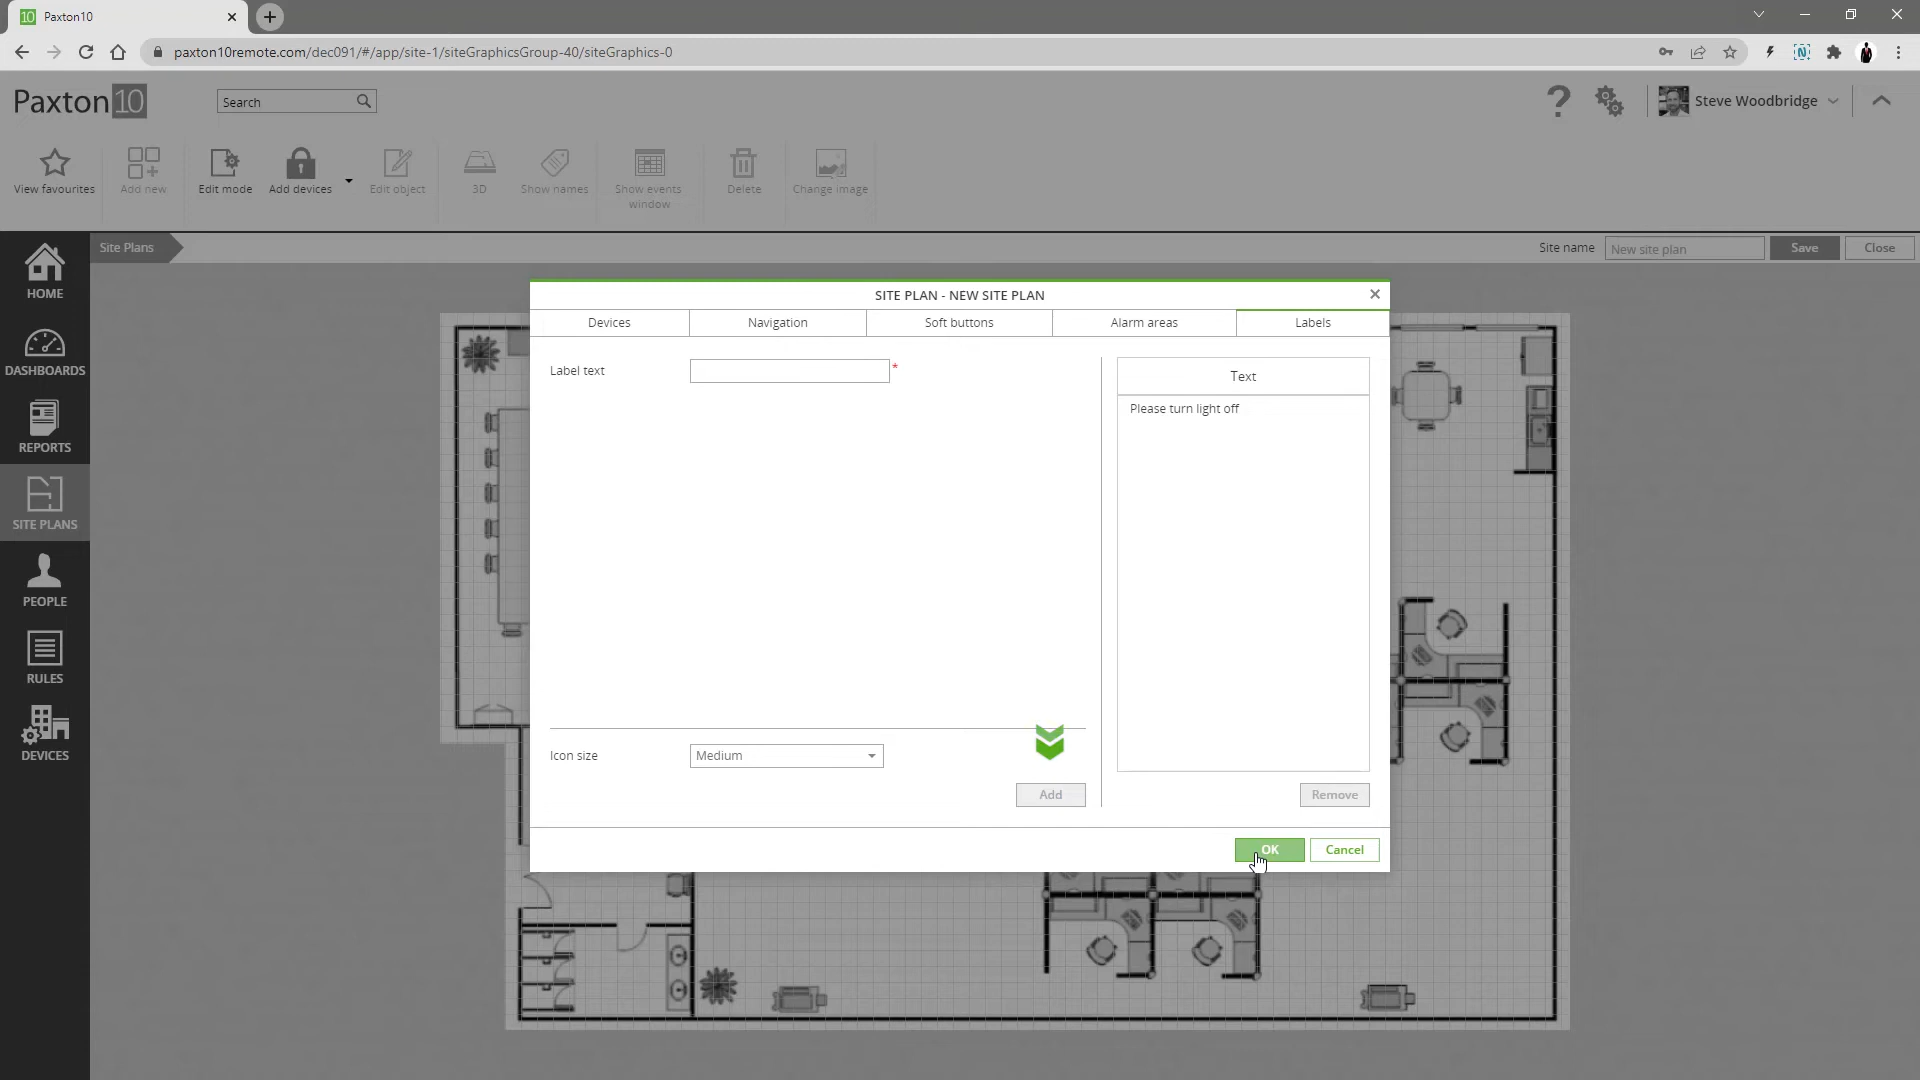 10 Paxton10
paxton10remote.com/dec091/#/app/site-1/siteGraphicsGroup-40/siteGraphics-0
Paxton10
Search
Steve Woodbridge
View favourites
Add new
Edit mode
Add devices
Edit object
3D
Show names
Show events
window
Delete
Change image
Site Plans
Site name
New site plan
Save
Close
HOME
DASHBOARDS
REPORTS
SITE PLANS
PEOPLE
RULES
DEVICES
SITE PLAN - NEW SITE PLAN
Devices
Navigation
Soft buttons
Alarm areas
Labels
Label text
*
Text
Please turn light off
Icon size
Medium
Add
Remove
OK
Cancel